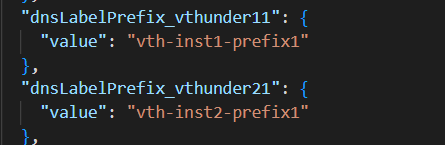 "dnsLabelPrefix_vthunder11": {
"value": "vth-inst1-prefix1"
},
"dnsLabelPrefix_vthunder21": {
"value": "vth-inst2-prefix1"
},